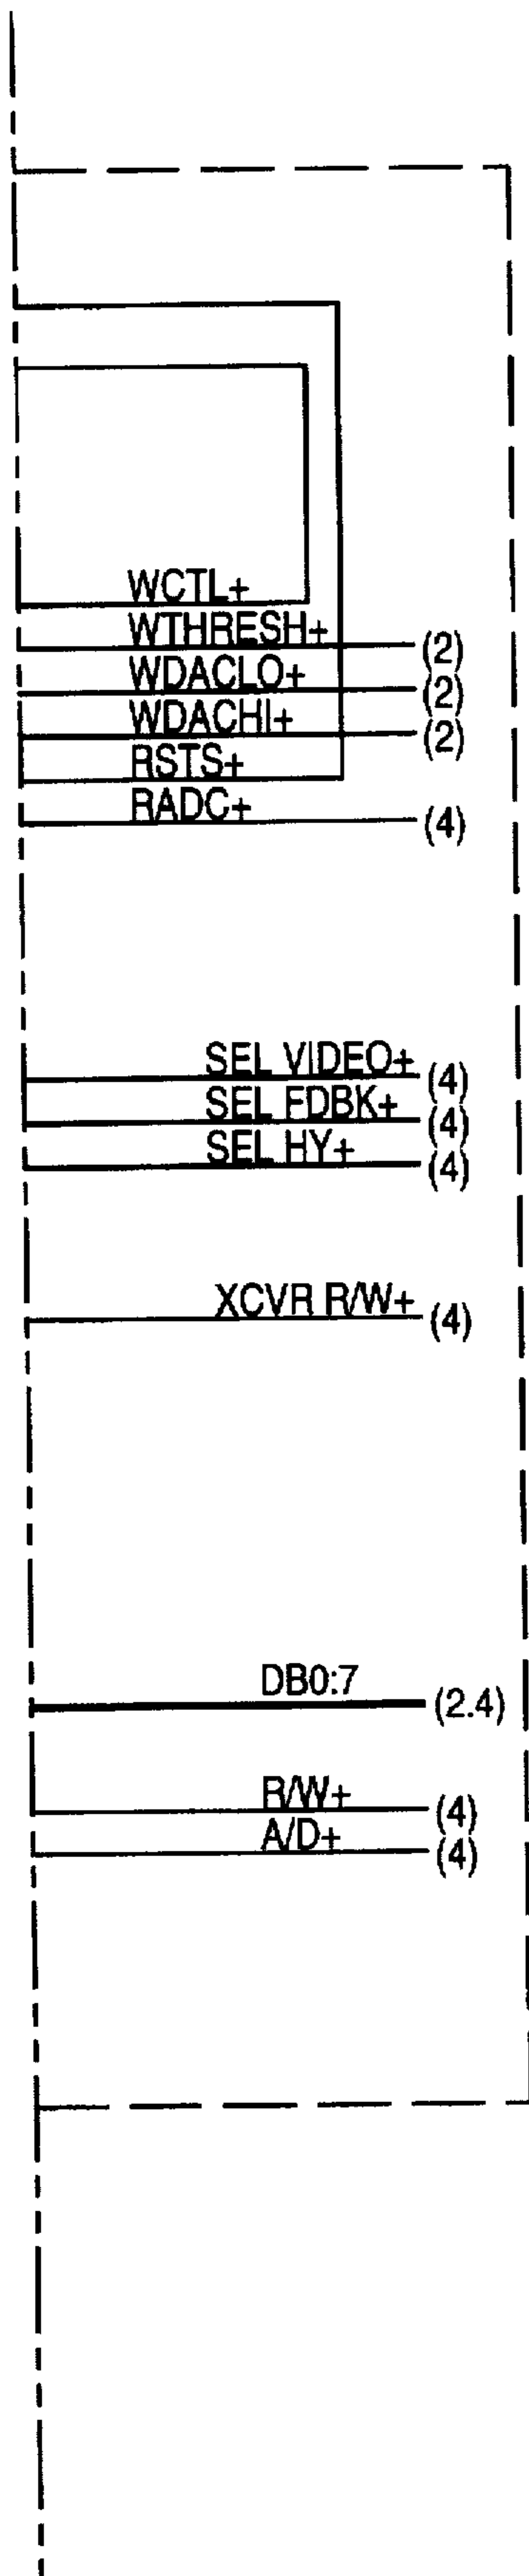 WCTL+
WTHRESH+ (2)
WDACLO+ (2)
WDACHI+ (2)
RSTS+
RADC+ (4)
SEL VIDEO+ (4)
SEL FDBK+ (4)
SEL HY+ (4)
XCVR R/W+ (4)
DB0:7 (2.4)
R/W+ (4)
A/D+ (4)